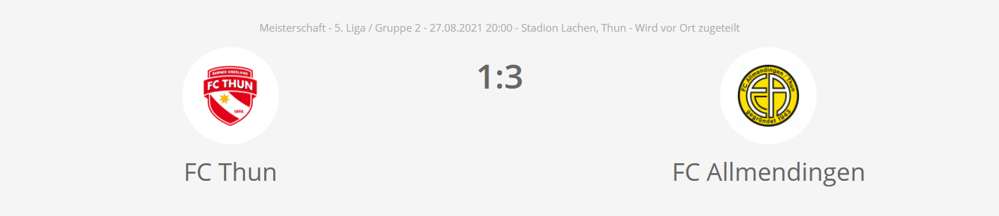 Meisterschaft - 5. Liga / Gruppe 2 - 27.08.2021 20:00 - Stadion Lachen, Thun - Wird vor Ort zugeteilt
1:3
BERNER OBERLAND
FC THUN
1898
FC Allmendingen / Thun
gegründet 1943
FC Thun
FC Allmendingen